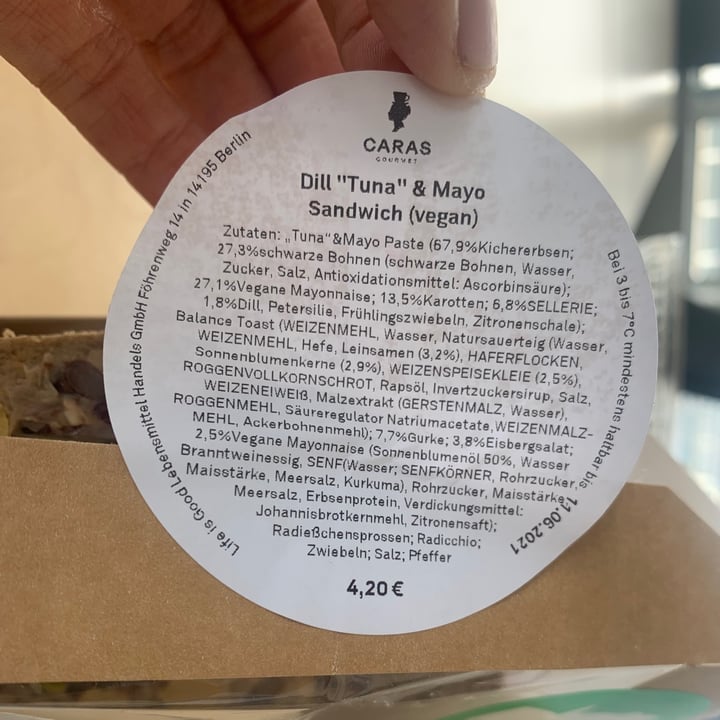 CARAS
GOURMET
Dill "Tuna" & Mayo
Sandwich (vegan)
Zutaten: „Tuna“&Mayo Paste (67,9%Kichererbsen;
27,3%schwarze Bohnen (schwarze Bohnen, Wasser,
Zucker, Salz, Antioxidationsmittel: Ascorbinsäure);
27,1%Vegane Mayonnaise; 13,5%Karotten; 6,8%SELLERIE;
1,8%Dill, Petersilie, Frühlingszwiebeln, Zitronenschale);
Balance Toast (WEIZENMEHL, Wasser, Natursauerteig (Wasser,
WEIZENMEHL, Hefe, Leinsamen (3,2%), HAFERFLOCKEN,
Sonnenblumenkerne (2,9%), WEIZENSPEISEKLEIE (2,5%),
ROGGENVOLLKORNSCHROT, Rapsöl, Invertzuckersirup, Salz,
WEIZENEIWEIß, Malzextrakt (GERSTENMALZ, Wasser),
ROGGENMEHL, Säureregulator Natriumacetate,WEIZENMALZ-
MEHL, Ackerbohnenmehl); 7,7%Gurke; 3,8%Eisbergsalat;
2,5%Vegane Mayonnaise (Sonnenblumenöl 50%, Wasser
Branntweinessig, SENF(Wasser; SENFKÖRNER, Rohrzucker,
Maisstärke, Meersalz, Kurkuma), Rohrzucker, Maisstärke,
Meersalz, Erbsenprotein, Verdickungsmittel:
Johannisbrotkernmehl, Zitronensaft);
Radießchensprossen; Radicchio;
Zwiebeln; Salz; Pfeffer
4,20 €
Life is Good Lebensmittel Handels GmbH Föhrenweg 14 in 14195 Berlin
Bei 3 bis 7°C mindestens haltbar bis 11.06.2021